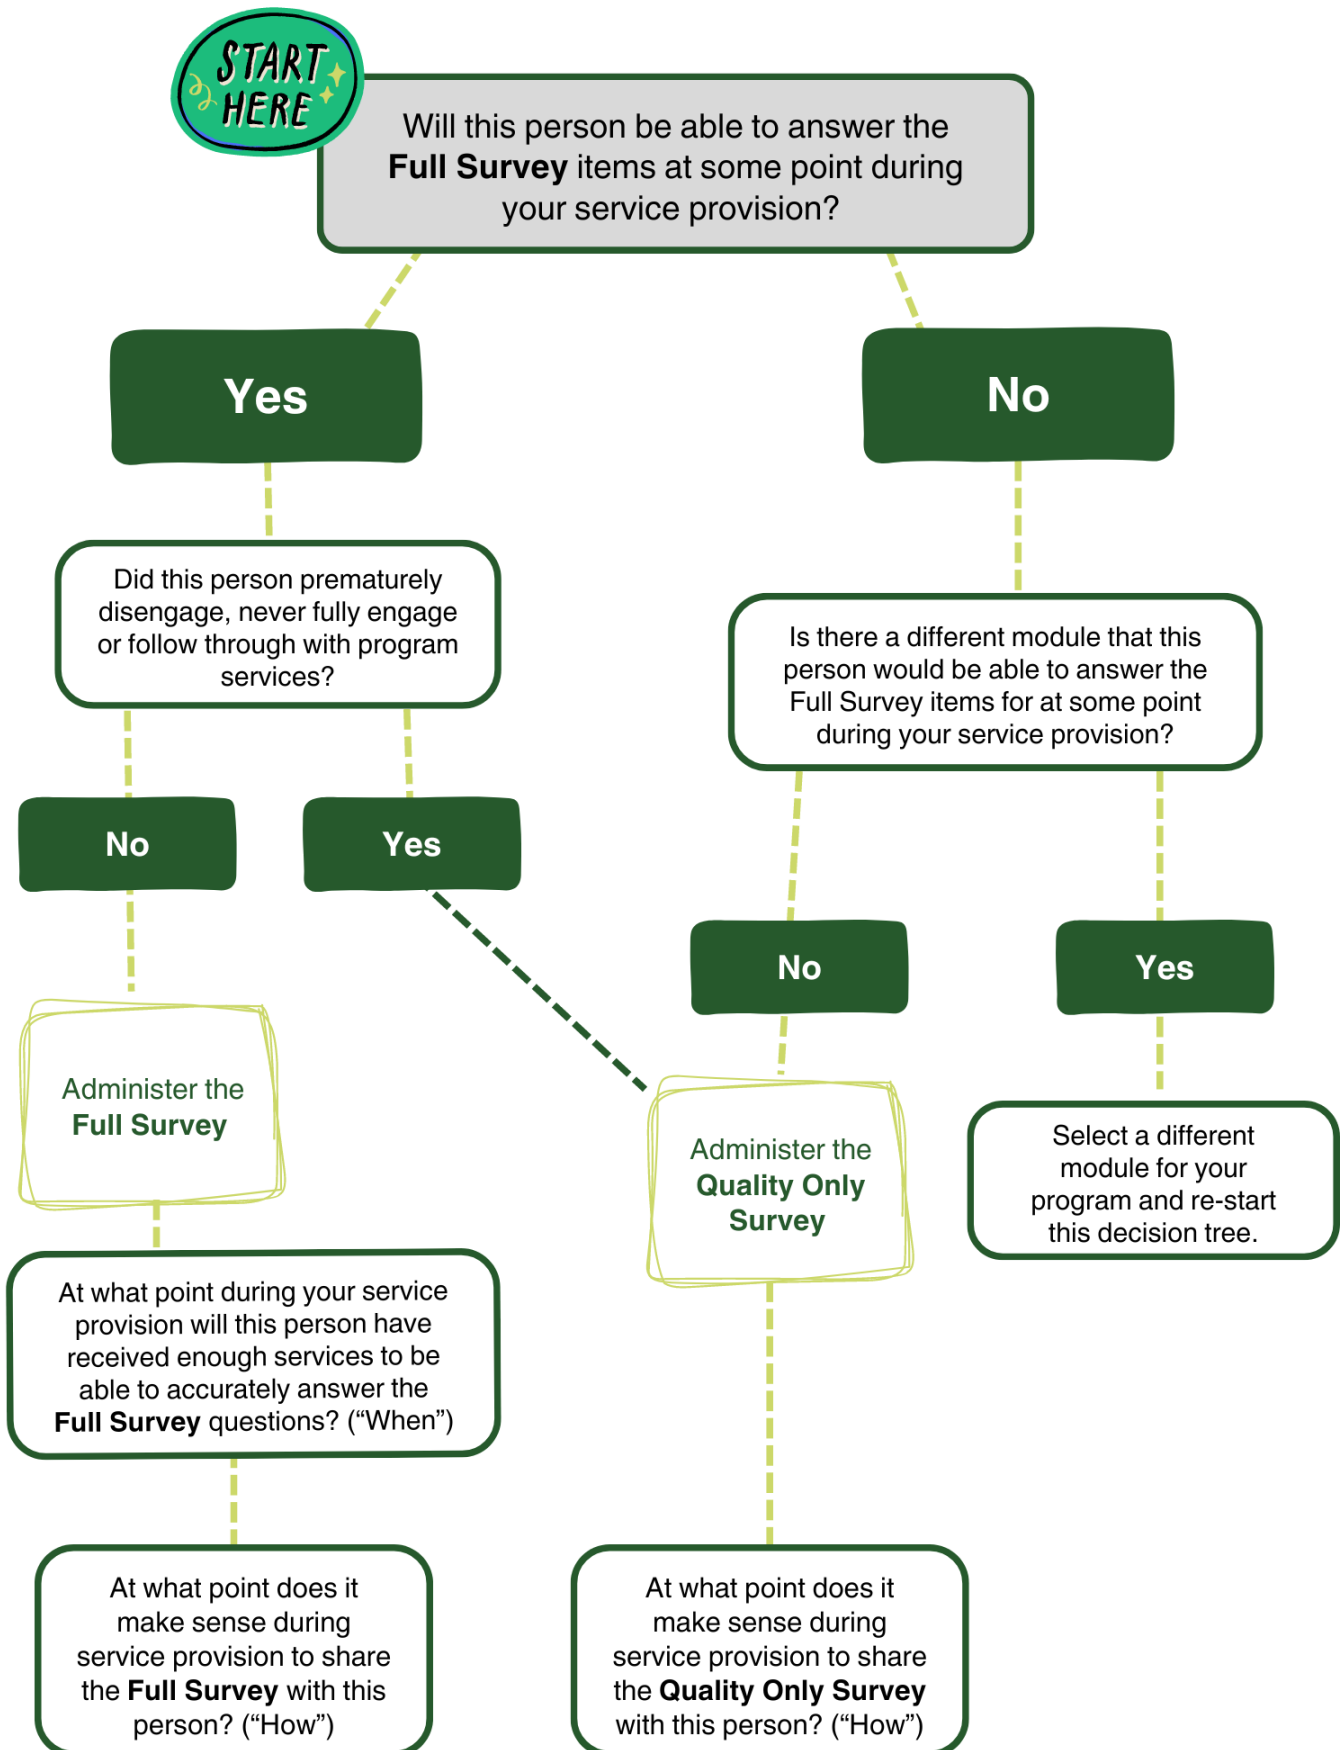 START
HERE
Will this person be able to answer the
Full Survey items at some point during
your service provision?
Yes
No
Did this person prematurely
disengage, never fully engage
or follow through with program
services?
Is there a different module that this
person would be able to answer the
Full Survey items for at some point
during your service provision?
No
Yes
No
Yes
Administer the
Full Survey
Administer the
Quality Only
Survey
Select a different
module for your
program and re-start
this decision tree.
At what point during your service
provision will this person have
received enough services to be
able to accurately answer the
Full Survey questions? (“When”)
At what point does it
make sense during
service provision to share
the Full Survey with this
person? (“How”)
At what point does it
make sense during
service provision to share
the Quality Only Survey
with this person? (“How”)